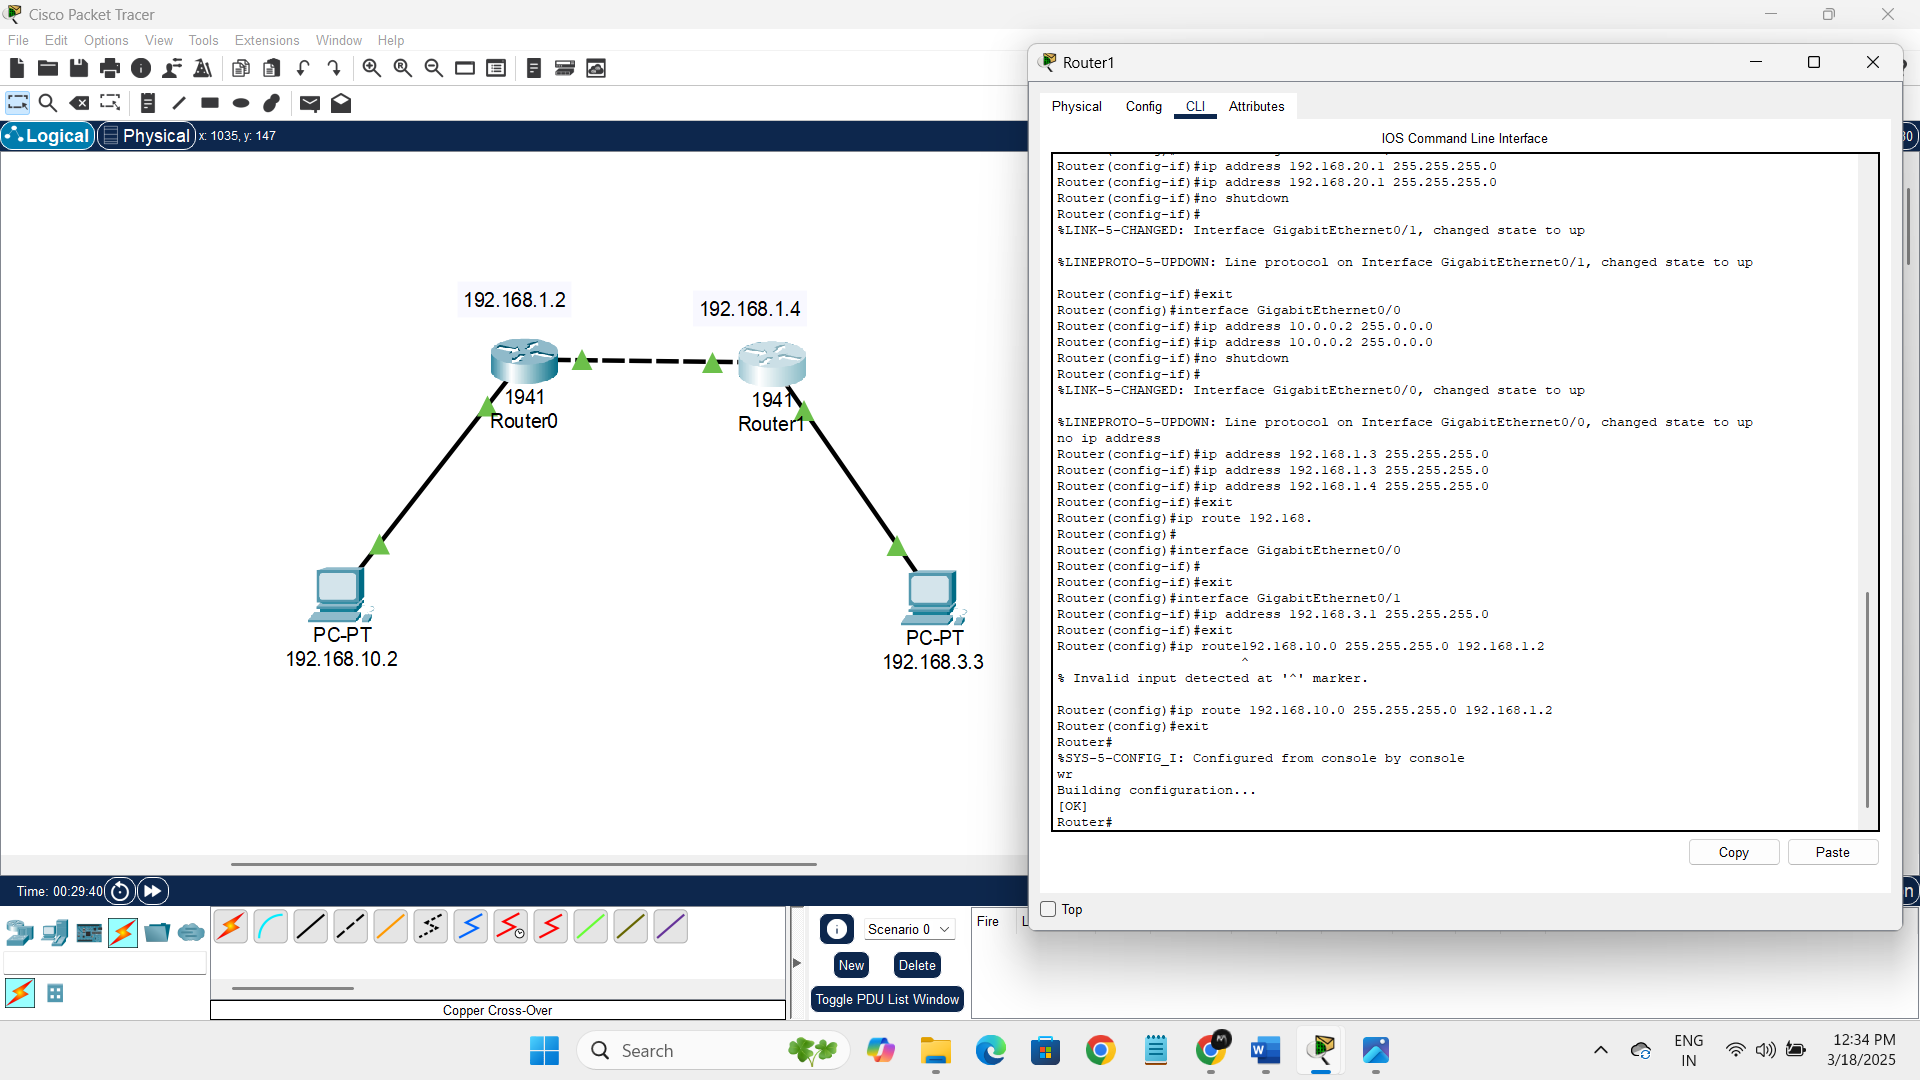 Cisco Packet Tracer
File Edit Options View Tools Extensions Window Help
Logical Physical x: 1035, y: 147
192.168.1.2
192.168.1.4
1941
Router0
1941
Router1
PC-PT
192.168.10.2
PC-PT
192.168.3.3
Router1
Physical Config CLI Attributes
IOS Command Line Interface
Router(config-if)#ip address 192.168.20.1 255.255.255.0
Router(config-if)#ip address 192.168.20.1 255.255.255.0
Router(config-if)#no shutdown
Router(config-if)#
%LINK-5-CHANGED: Interface GigabitEthernet0/1, changed state to up
%LINEPROTO-5-UPDOWN: Line protocol on Interface GigabitEthernet0/1, changed state to up
Router(config-if)#exit
Router(config)#interface GigabitEthernet0/0
Router(config-if)#ip address 10.0.0.2 255.0.0.0
Router(config-if)#ip address 10.0.0.2 255.0.0.0
Router(config-if)#no shutdown
Router(config-if)#
%LINK-5-CHANGED: Interface GigabitEthernet0/0, changed state to up
%LINEPROTO-5-UPDOWN: Line protocol on Interface GigabitEthernet0/0, changed state to up
no ip address
Router(config-if)#ip address 192.168.1.3 255.255.255.0
Router(config-if)#ip address 192.168.1.3 255.255.255.0
Router(config-if)#ip address 192.168.1.4 255.255.255.0
Router(config-if)#exit
Router(config)#ip route 192.168.
Router(config)#
Router(config)#interface GigabitEthernet0/0
Router(config-if)#
Router(config-if)#exit
Router(config)#interface GigabitEthernet0/1
Router(config-if)#ip address 192.168.3.1 255.255.255.0
Router(config-if)#exit
Router(config)#ip route192.168.10.0 255.255.255.0 192.168.1.2
^
% Invalid input detected at '^' marker.
Router(config)#ip route 192.168.10.0 255.255.255.0 192.168.1.2
Router(config)#exit
Router#
%SYS-5-CONFIG_I: Configured from console by console
wr
Building configuration...
[OK]
Router#
Copy Paste
Top
Time: 00:29:40
Scenario 0
New Delete
Toggle PDU List Window
Fire
Copper Cross-Over
Search
ENG
IN
12:34 PM
3/18/2025